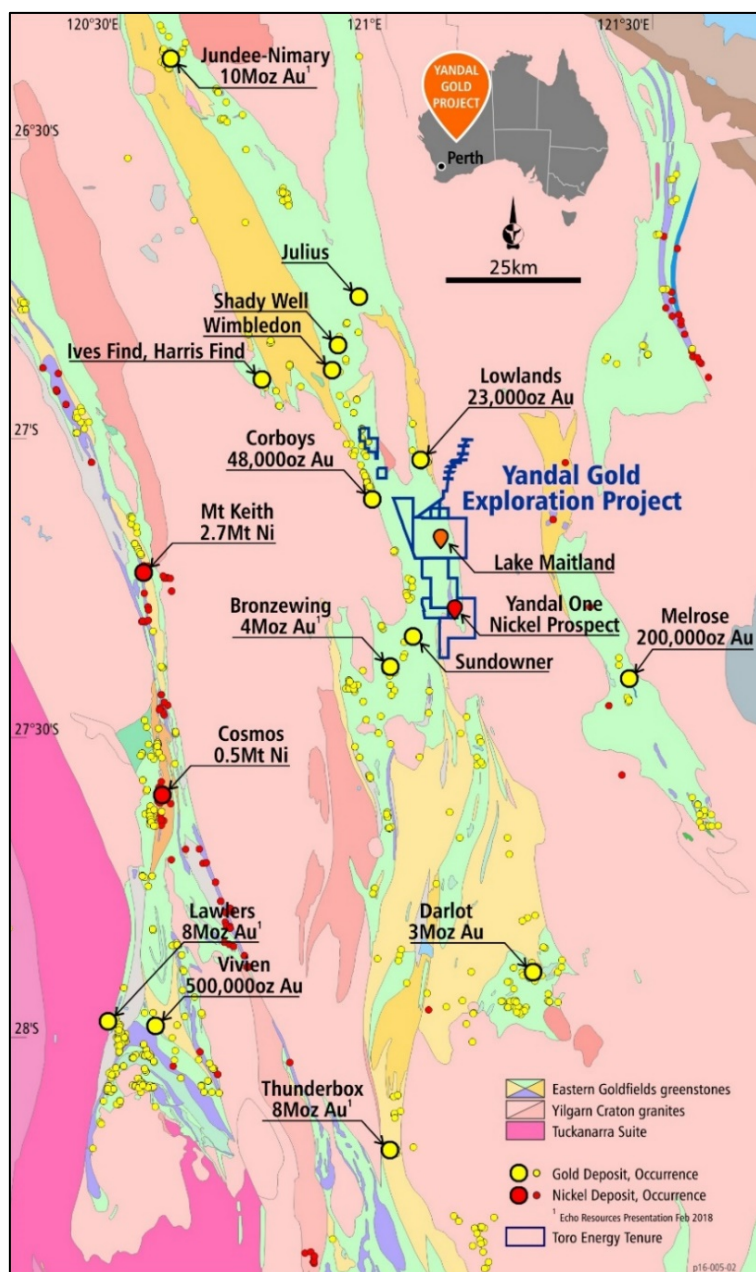 120°30'E
121°E
121°30'E
Jundee-Nimary
10Moz Au¹
YANDAL
GOLD
PROJECT
Perth
26°30'S
25km
Julius
Shady Well
Wimbledon
Ives Find, Harris Find
Lowlands
23,000oz Au
27°S
Corboys
48,000oz Au
Yandal Gold
Exploration Project
Mt Keith
2.7Mt Ni
Lake Maitland
Bronzewing
4Moz Au¹
Yandal One
Nickel Prospect
Melrose
200,000oz Au
Sundowner
27°30'S
Cosmos
0.5Mt Ni
Lawlers
8Moz Au¹
Darlot
3Moz Au
Vivien
500,000oz Au
28°S
Thunderbox
8Moz Au¹
Eastern Goldfields greenstones
Yilgarn Craton granites
Tuckanarra Suite
Gold Deposit, Occurrence
Nickel Deposit, Occurrence
¹ Echo Resources Presentation Feb 2018
Toro Energy Tenure
p16-005-02